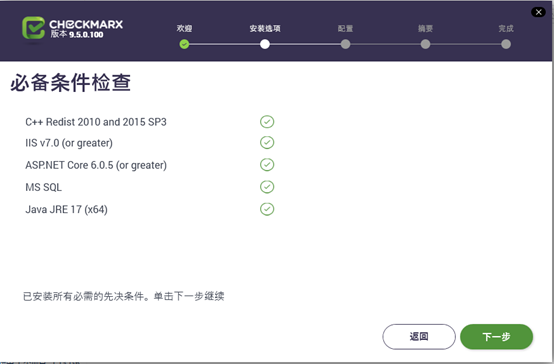 CHECKMARX
版本 9.5.0.100
欢迎
安装选项
配置
摘要
完成
必备条件检查
C++ Redist 2010 and 2015 SP3
IIS v7.0 (or greater)
ASP.NET Core 6.0.5 (or greater)
MS SQL
Java JRE 17 (x64)
已安装所有必需的先决条件。单击下一步继续
返回
下一步